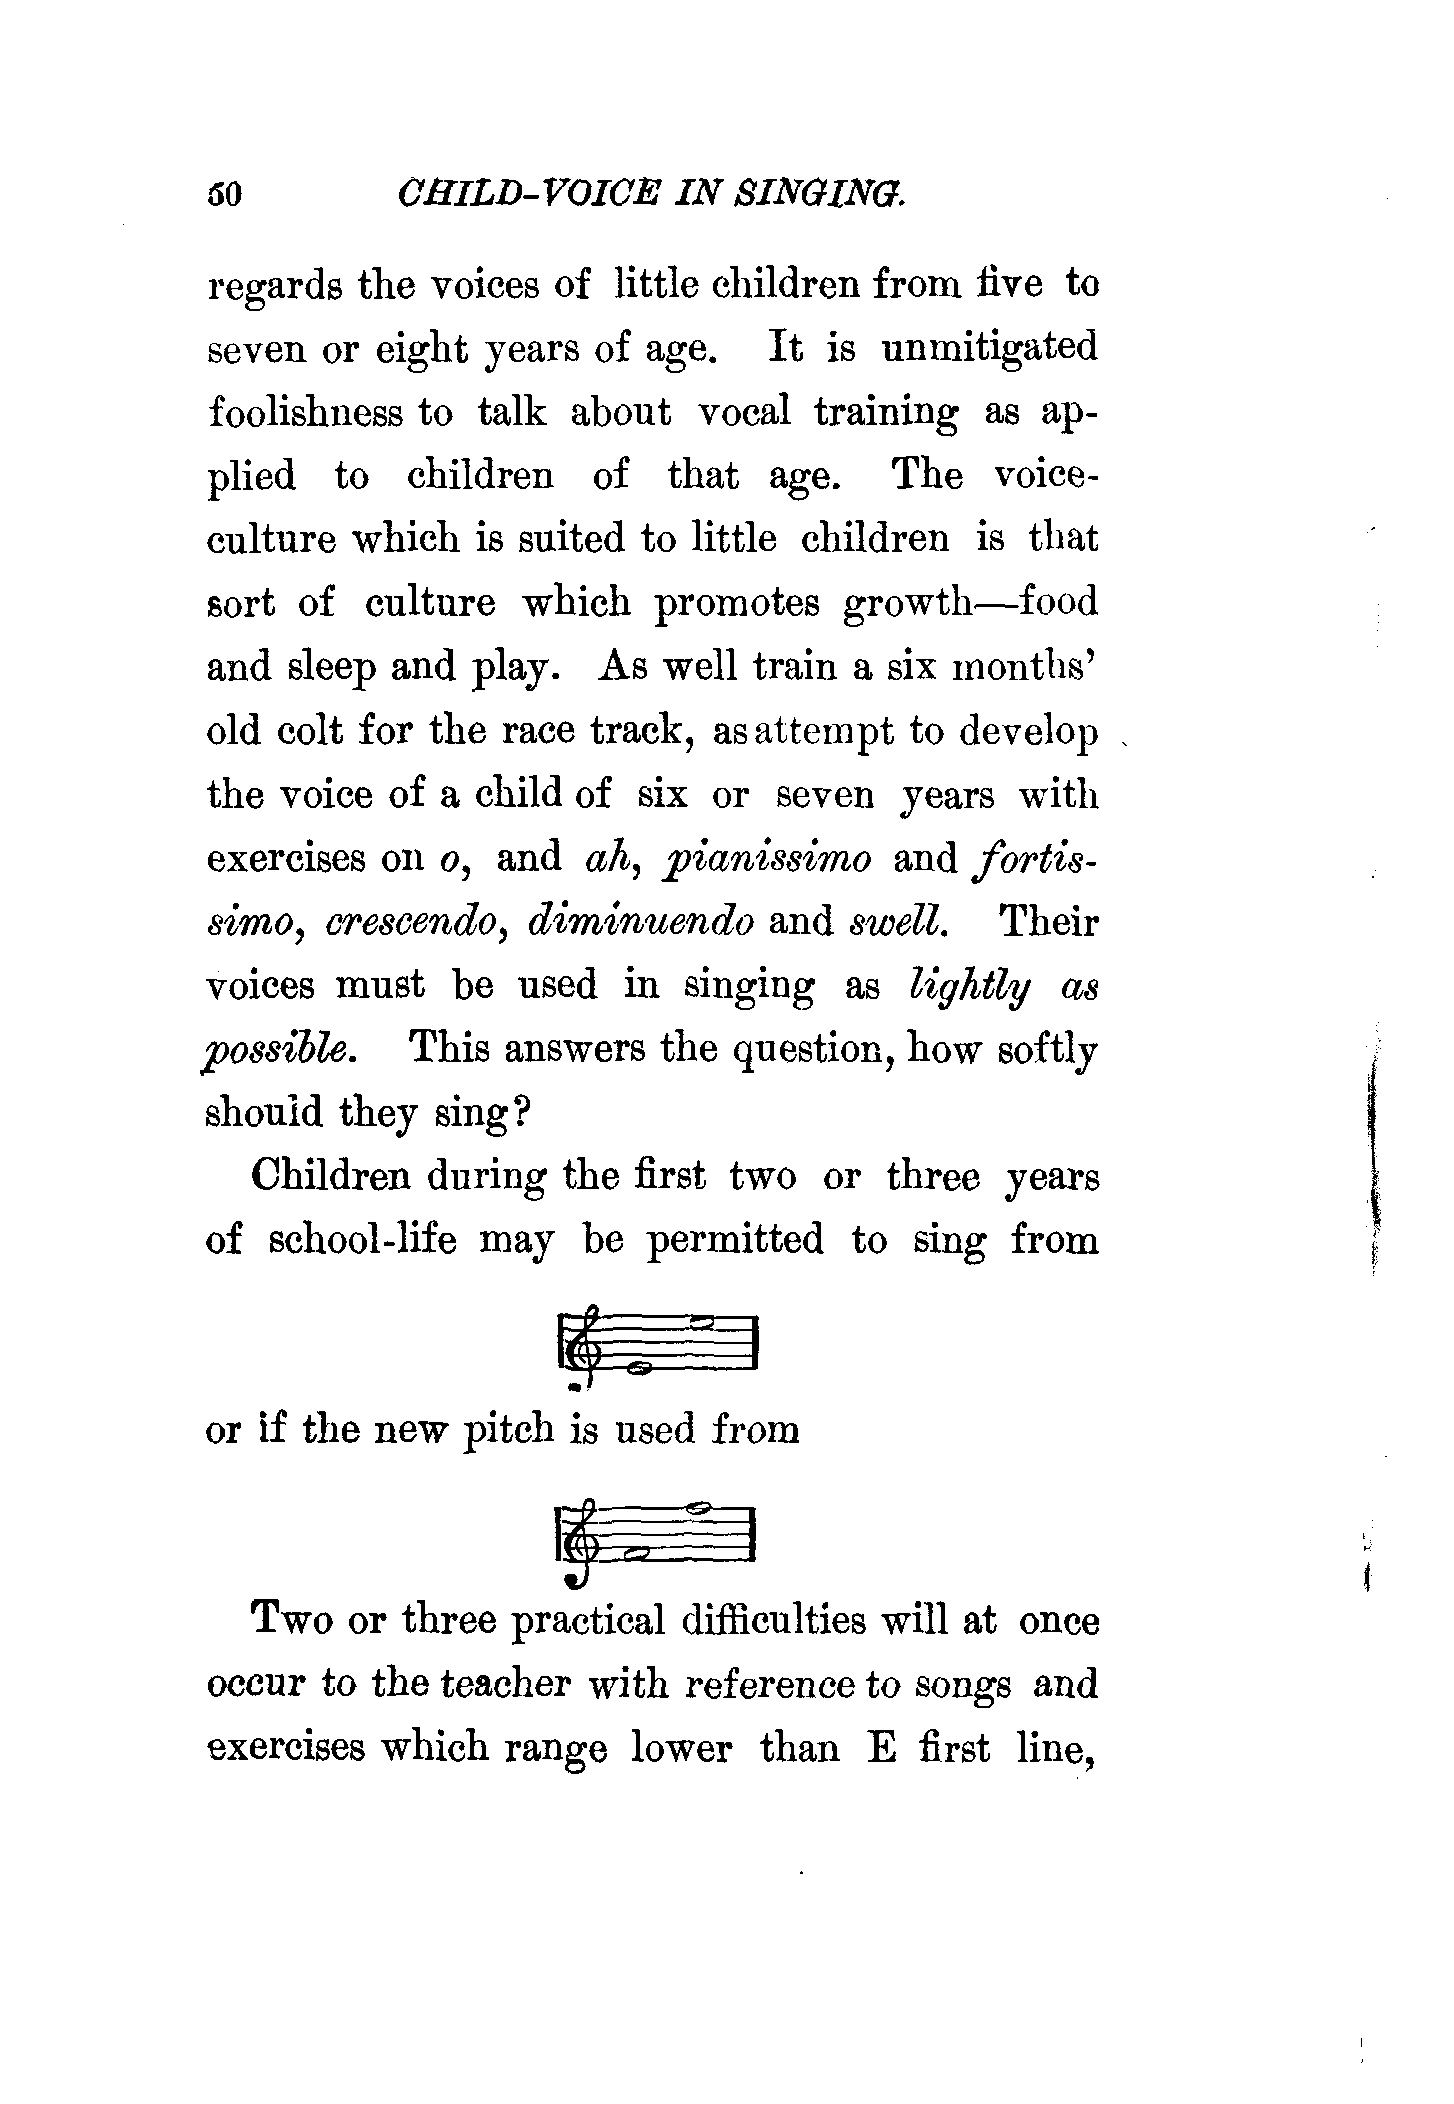 50 CHILD-VOICE IN SINGING.
regards the voices of little children from five to
seven or eight years of age. It is unmitigated
foolishness to talk about vocal training as ap-
plied to children of that age. The voice-
culture which is suited to little children is that
sort of culture which promotes growth—food
and sleep and play. As well train a six months'
old colt for the race track, as attempt to develop
the voice of a child of six or seven years with
exercises on o, and ah, pianissimo and fortis-
simo, crescendo, diminuendo and swell. Their
voices must be used in singing as lightly as
possible. This answers the question, how softly
should they sing?
Children during the first two or three years
of school-life may be permitted to sing from
or if the new pitch is used from
Two or three practical difficulties will at once
occur to the teacher with reference to songs and
exercises which range lower than E first line,